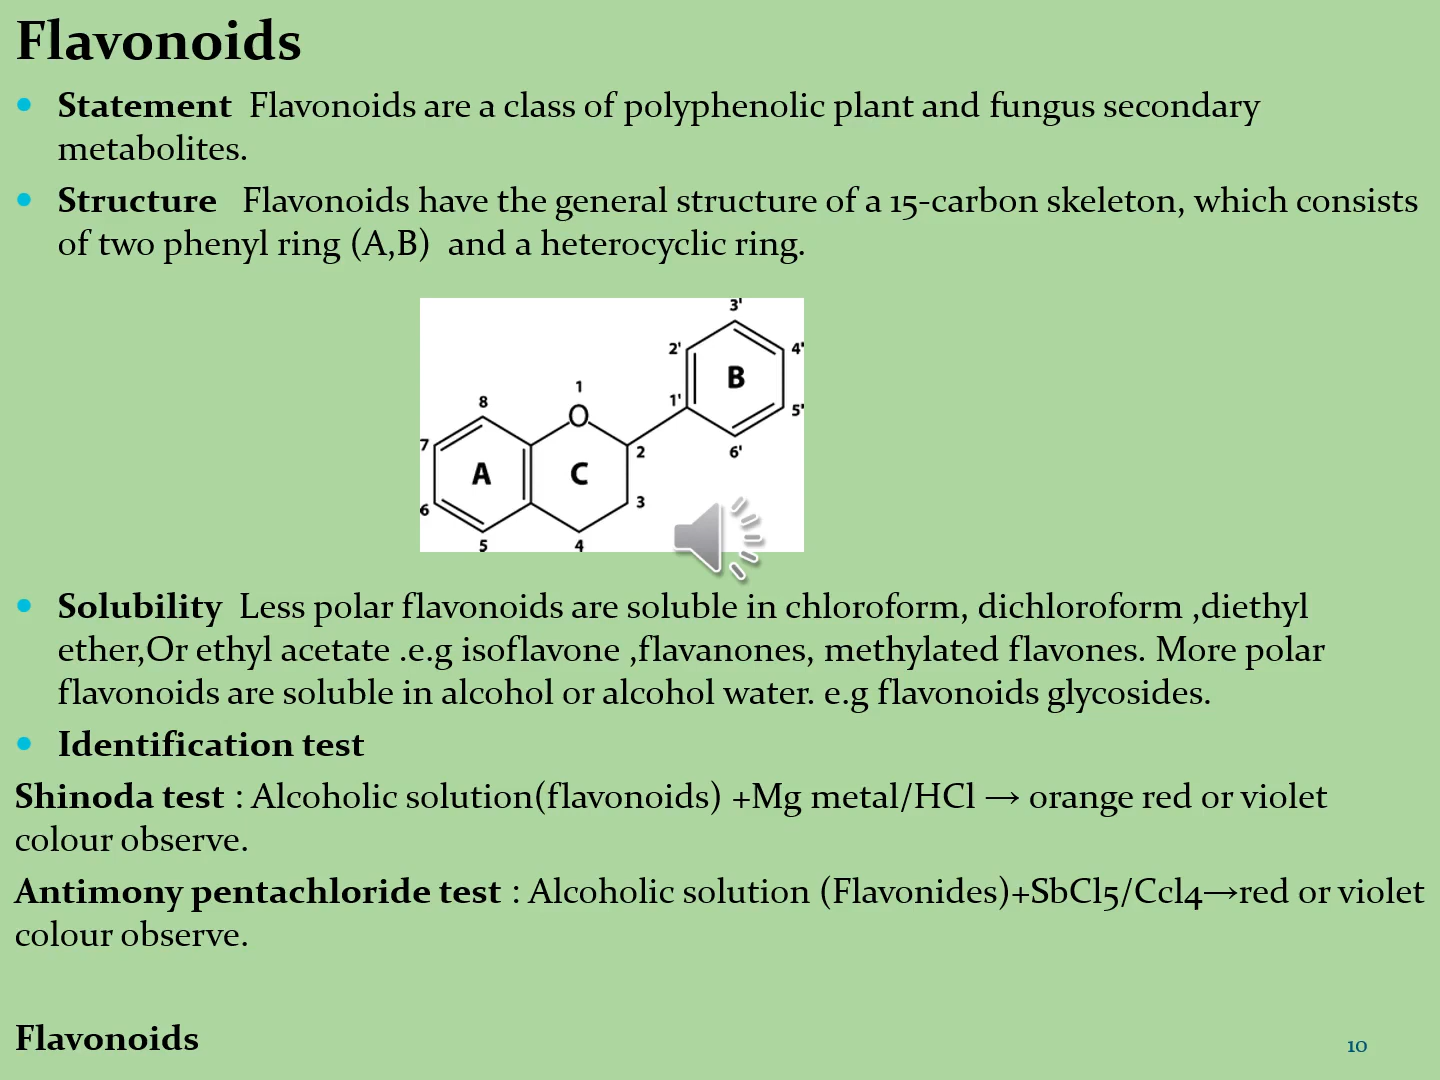 Flavonoids
• Statement Flavonoids are a class of polyphenolic plant and fungus secondary
metabolites.
• Structure Flavonoids have the general structure of a 15-carbon skeleton, which consists
of two phenyl ring (A,B) and a heterocyclic ring.
3'
2' 4'
B
1 1' 5'
8 O
7 2 6'
A C
6 3
5 4
• Solubility Less polar flavonoids are soluble in chloroform, dichloroform ,diethyl
ether,Or ethyl acetate .e.g isoflavone ,flavanones, methylated flavones. More polar
flavonoids are soluble in alcohol or alcohol water. e.g flavonoids glycosides.
• Identification test
Shinoda test : Alcoholic solution(flavonoids) +Mg metal/HCl → orange red or violet
colour observe.
Antimony pentachloride test : Alcoholic solution (Flavonides)+SbCl5/Ccl4→red or violet
colour observe.
Flavonoids
10